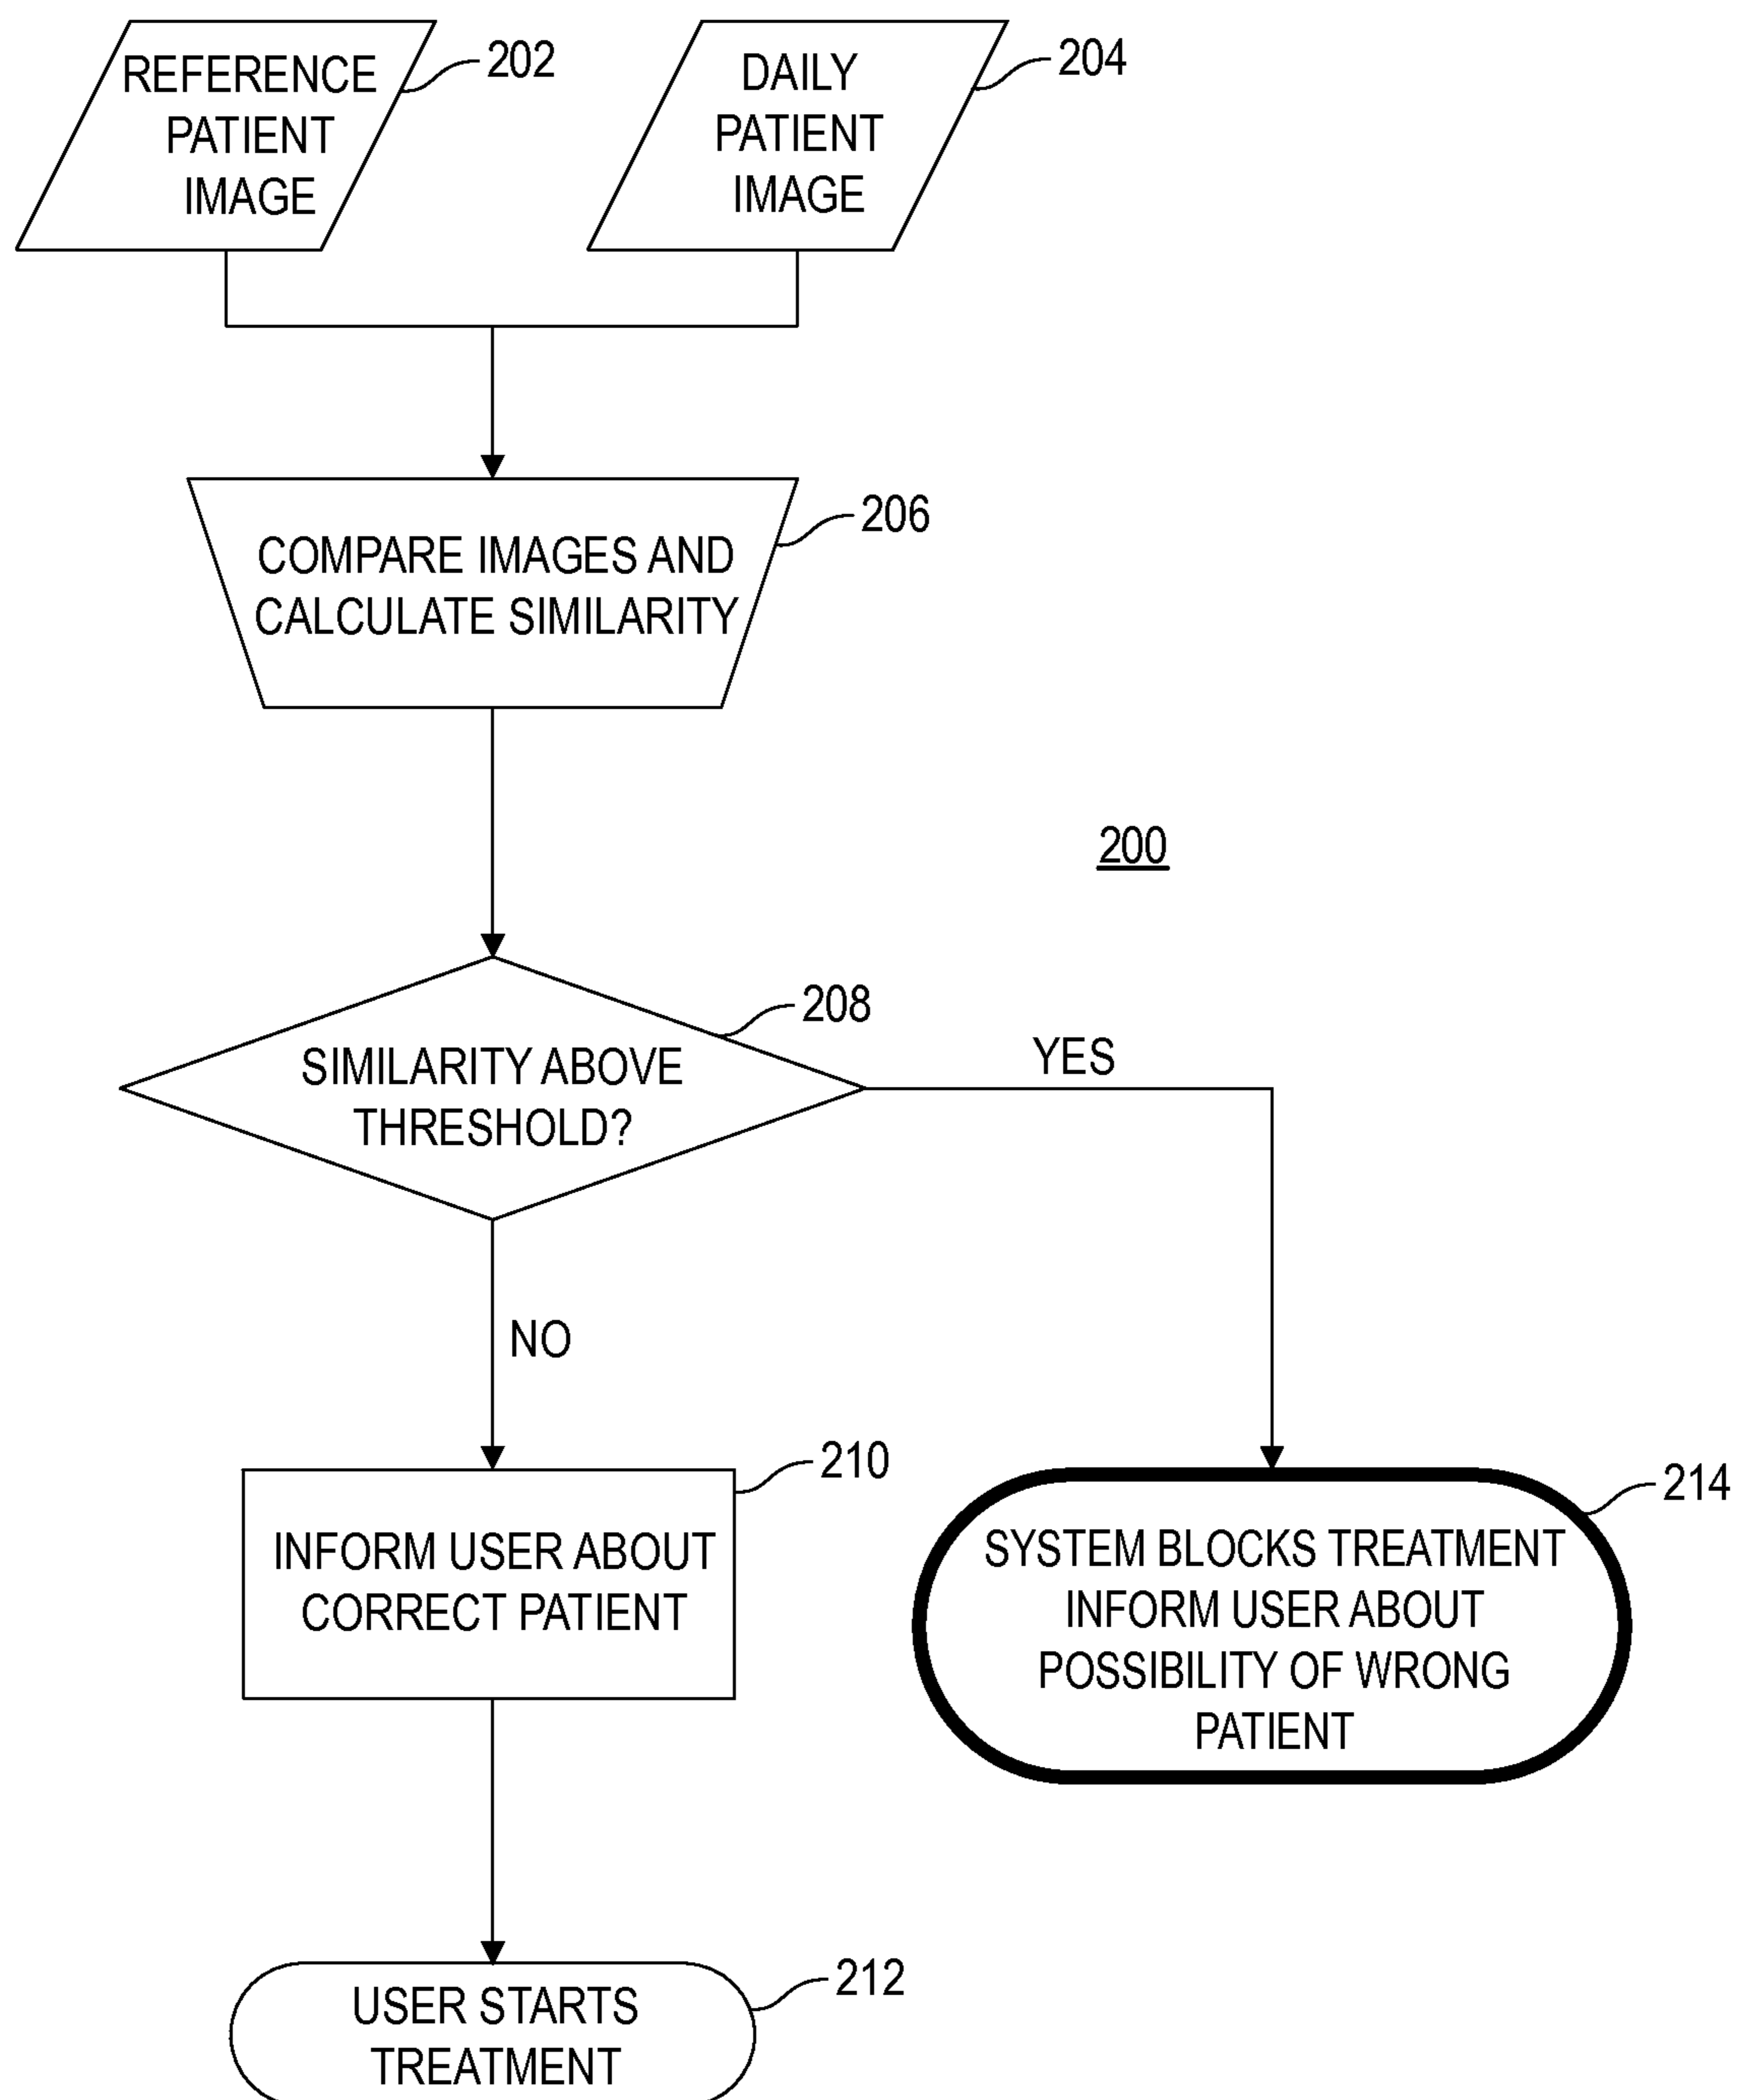 REFERENCE
PATIENT
IMAGE
202
DAILY
PATIENT
IMAGE
204
COMPARE IMAGES AND
CALCULATE SIMILARITY
206
200
SIMILARITY ABOVE
THRESHOLD?
208
YES
NO
INFORM USER ABOUT
CORRECT PATIENT
210
SYSTEM BLOCKS TREATMENT
INFORM USER ABOUT
POSSIBILITY OF WRONG
PATIENT
214
USER STARTS
TREATMENT
212